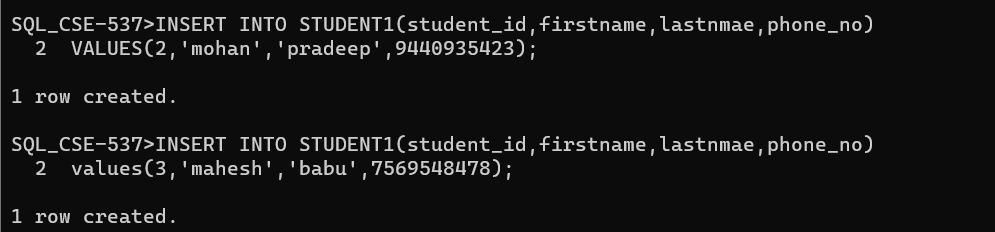 SQL_CSE-537>INSERT INTO STUDENT1(student_id,firstname,lastnmae,phone_no)
2 VALUES(2,'mohan','pradeep',9440935423);
1 row created.
SQL_CSE-537>INSERT INTO STUDENT1(student_id,firstname,lastnmae,phone_no)
2 values(3,'mahesh','babu',7569548478);
1 row created.